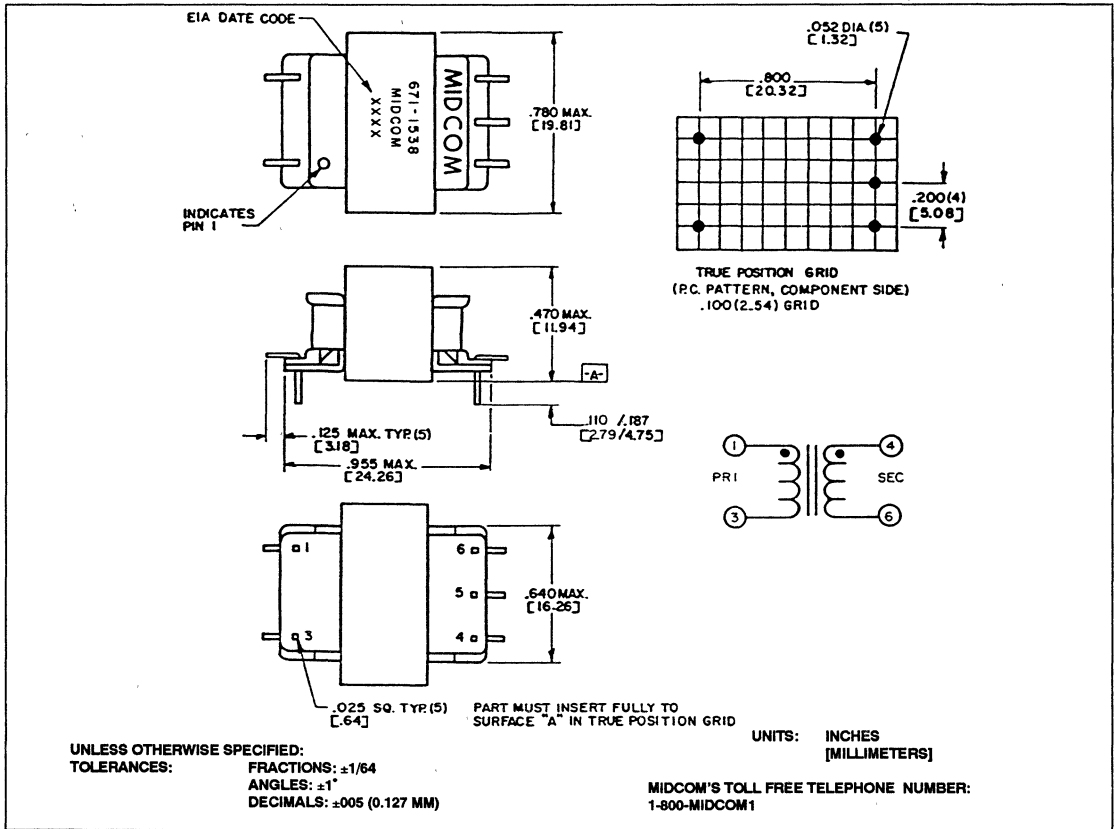 EIA DATE CODE
671-1538
MIDCOM
XXXX
MIDCOM
INDICATES
PIN 1
.780 MAX.
[19.81]
.052 DIA.(5)
[1.32]
.800
[20.32]
.200(4)
[5.08]
TRUE POSITION GRID
(P.C. PATTERN, COMPONENT SIDE)
.100(2.54) GRID
.470 MAX.
[11.94]
-A-
.110 /.187
[2.79/4.75]
.125 MAX. TYP.(5)
[3.18]
.955 MAX.
[24.26]
1
4
PRI
SEC
3
6
1
6
5
3
4
.640 MAX.
[16.26]
.025 SQ. TYP.(5)
[.64]
PART MUST INSERT FULLY TO
SURFACE "A" IN TRUE POSITION GRID
UNITS: INCHES
[MILLIMETERS]
UNLESS OTHERWISE SPECIFIED:
TOLERANCES: FRACTIONS: ±1/64
ANGLES: ±1°
DECIMALS: ±005 (0.127 MM)
MIDCOM'S TOLL FREE TELEPHONE NUMBER:
1-800-MIDCOM1